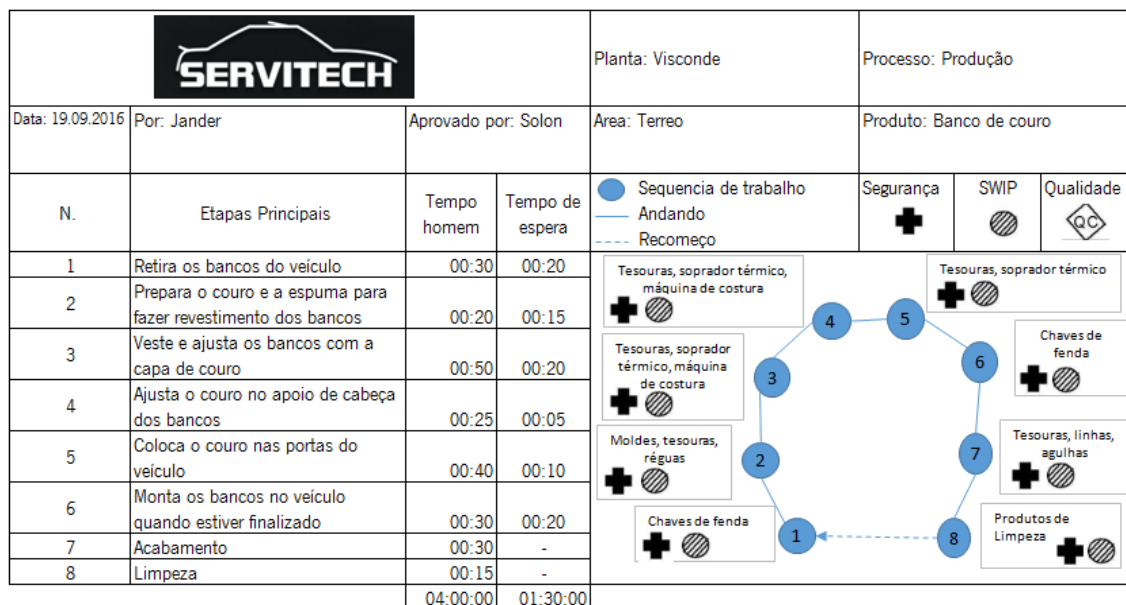 SERVITECH
Planta: Visconde
Processo: Produção
Data: 19.09.2016
Por: Jander
Aprovado por: Solon
Area: Terreo
Produto: Banco de couro
N.
Etapas Principais
Tempo
homem
Tempo de
espera
Sequencia de trabalho
Andando
Recomeço
Segurança
SWIP
Qualidade
QC
1 Retira os bancos do veículo 00:30 00:20
2 Prepara o couro e a espuma para
fazer revestimento dos bancos 00:20 00:15
3 Veste e ajusta os bancos com a
capa de couro 00:50 00:20
4 Ajusta o couro no apoio de cabeça
dos bancos 00:25 00:05
5 Coloca o couro nas portas do
veículo 00:40 00:10
6 Monta os bancos no veículo
quando estiver finalizado 00:30 00:20
7 Acabamento 00:30 -
8 Limpeza 00:15 -
04:00:00 01:30:00
Tesouras, soprador térmico,
máquina de costura
Tesouras, soprador térmico
4
5
Tesouras, soprador
térmico, máquina
de costura
3
Chaves de
fenda
6
Moldes, tesouras,
réguas
2
Tesouras, linhas,
agulhas
7
Chaves de fenda
1
Produtos de
Limpeza
8